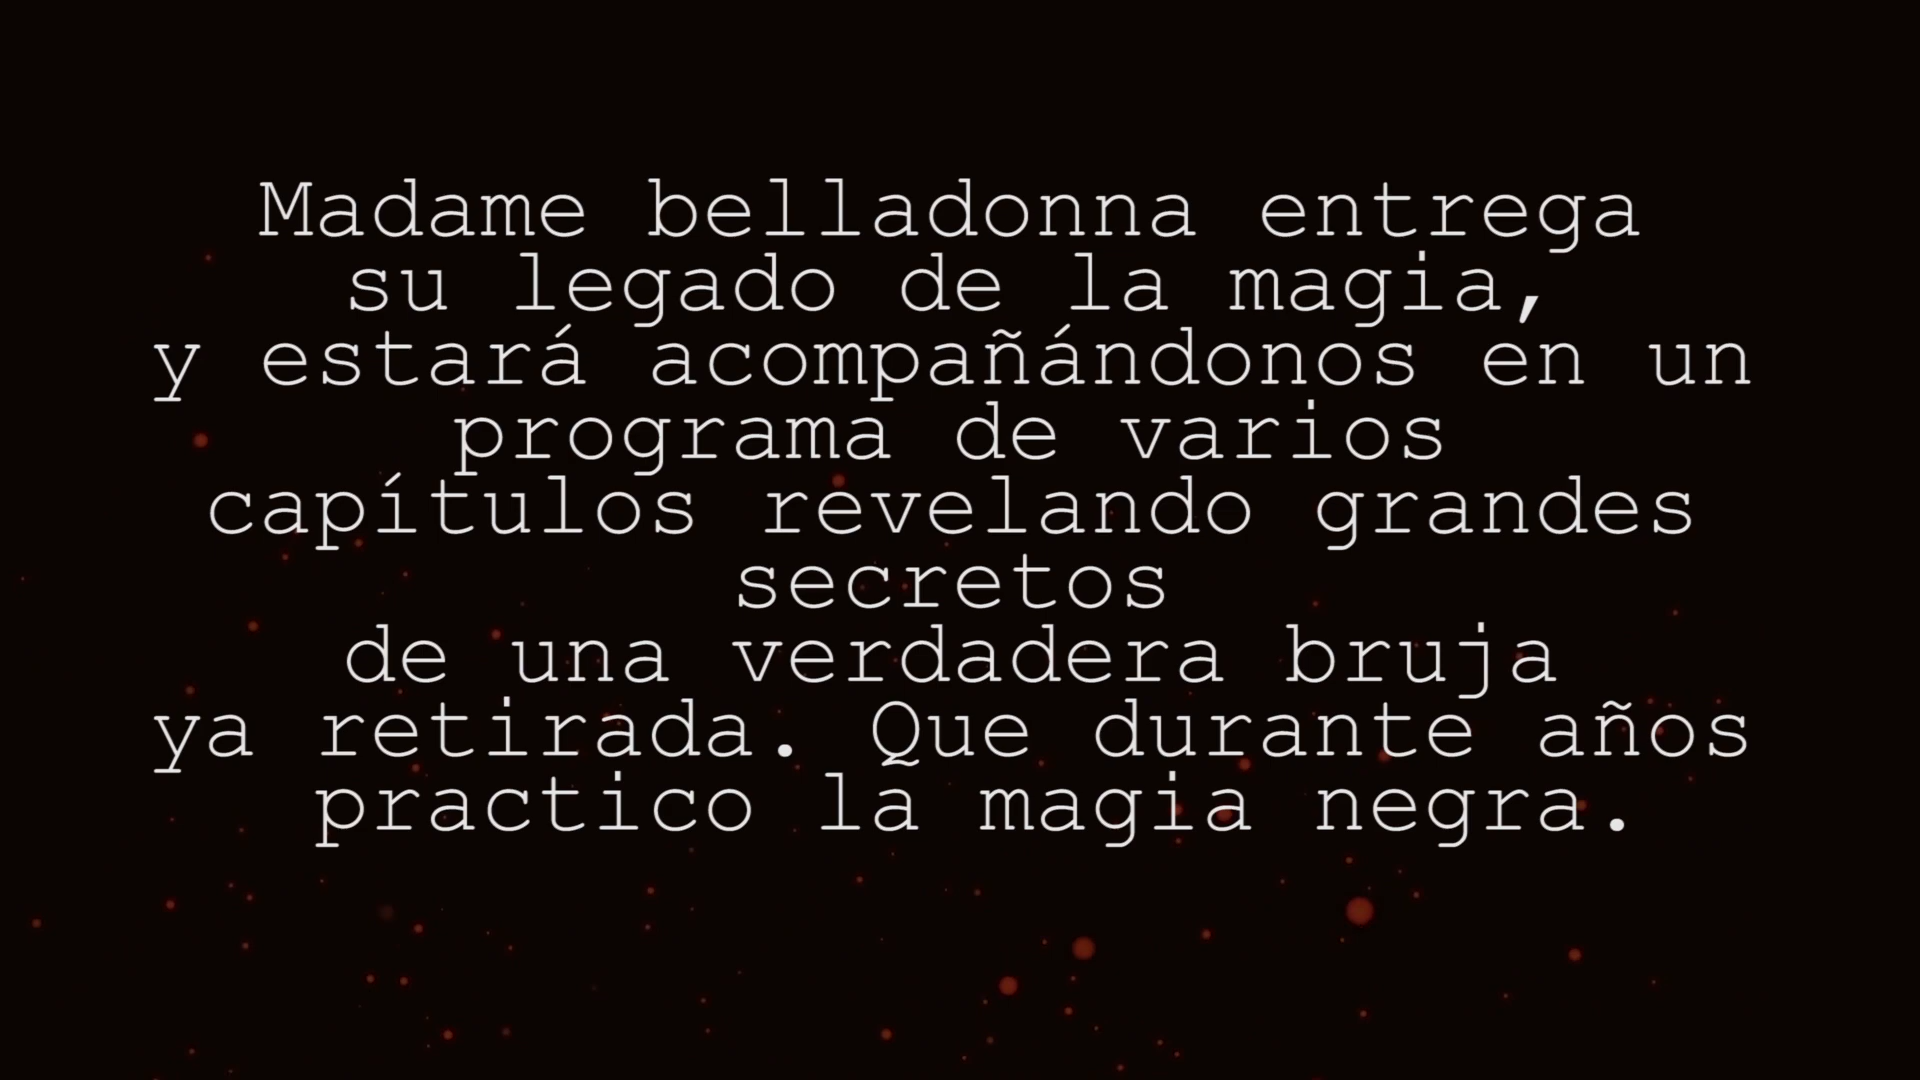 Madame belladonna entrega
su legado de la magia,
y estará acompañándonos en un
programa de varios
capítulos revelando grandes
secretos
de una verdadera bruja
ya retirada. Que durante años
practico la magia negra.